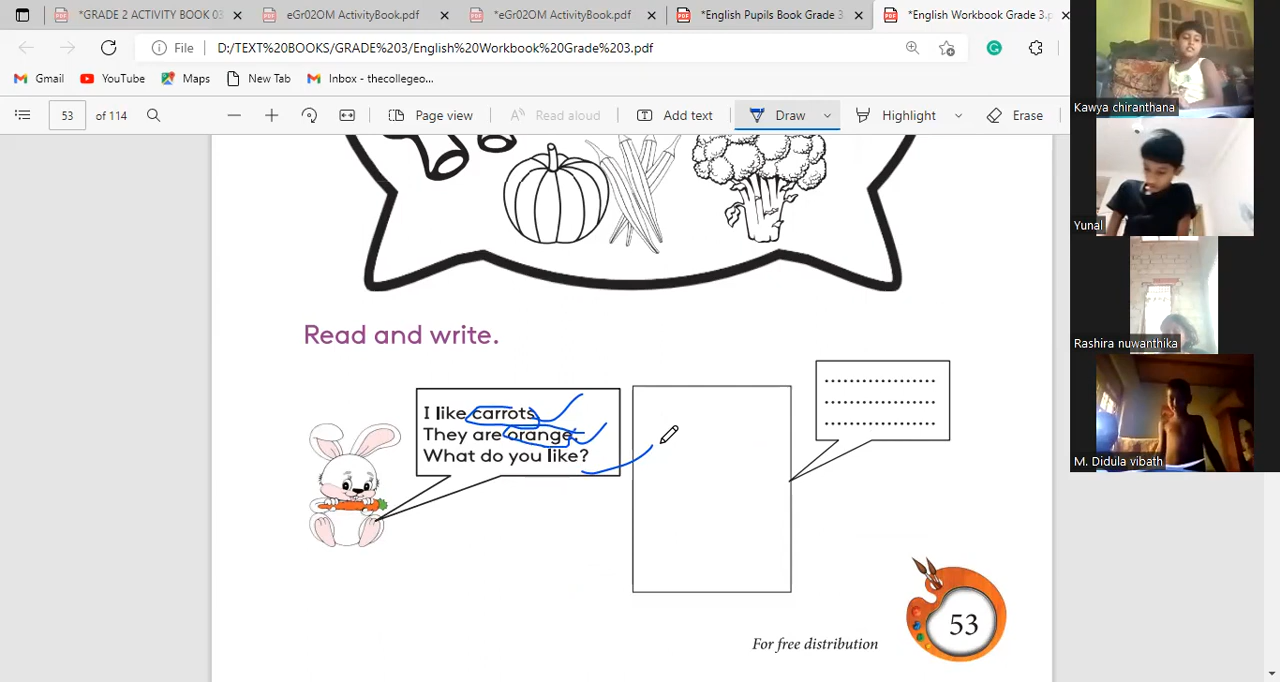 *GRADE 2 ACTIVITY BOOK 03
eGr02OM ActivityBook.pdf
*eGr02OM ActivityBook.pdf
*English Pupils Book Grade 3
*English Workbook Grade 3.p
File
D:/TEXT%20BOOKS/GRADE%203/English%20Workbook%20Grade%203.pdf
Gmail
YouTube
Maps
New Tab
Inbox - thecollegeo...
53
of 114
Page view
Read aloud
Add text
Draw
Highlight
Erase
Read and write.
I like carrots.
They are orange.
What do you like?
For free distribution
53
Kawya chiranthana
Yunal
Rashira nuwanthika
M. Didula vibath